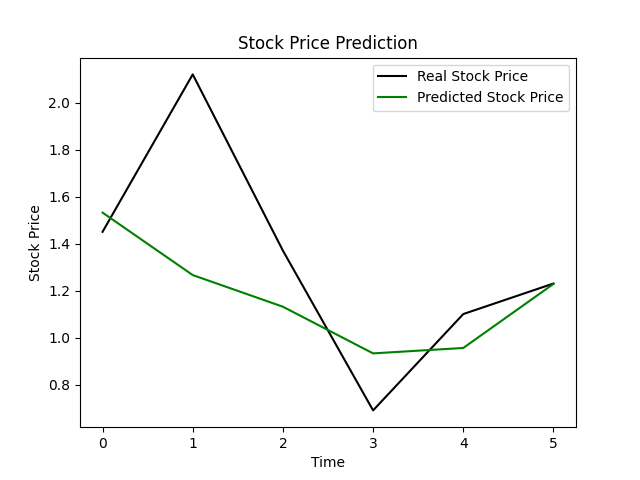 Stock Price Prediction
Real Stock Price
Predicted Stock Price
Stock Price
2.0
1.8
1.6
1.4
1.2
1.0
0.8
0 1 2 3 4 5
Time